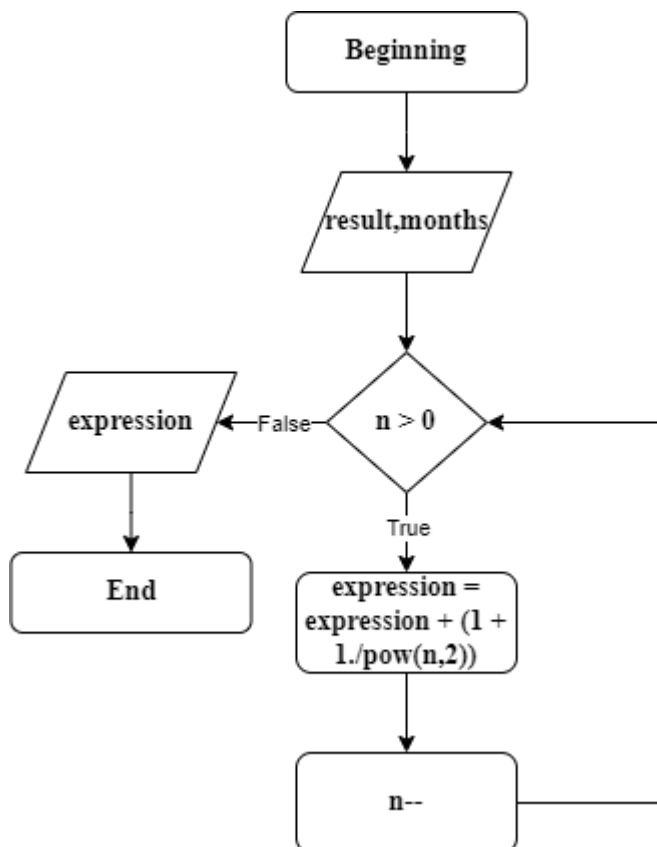 Beginning
result,months
n > 0
False
expression
End
True
expression =
expression + (1 +
1./pow(n,2))
n--